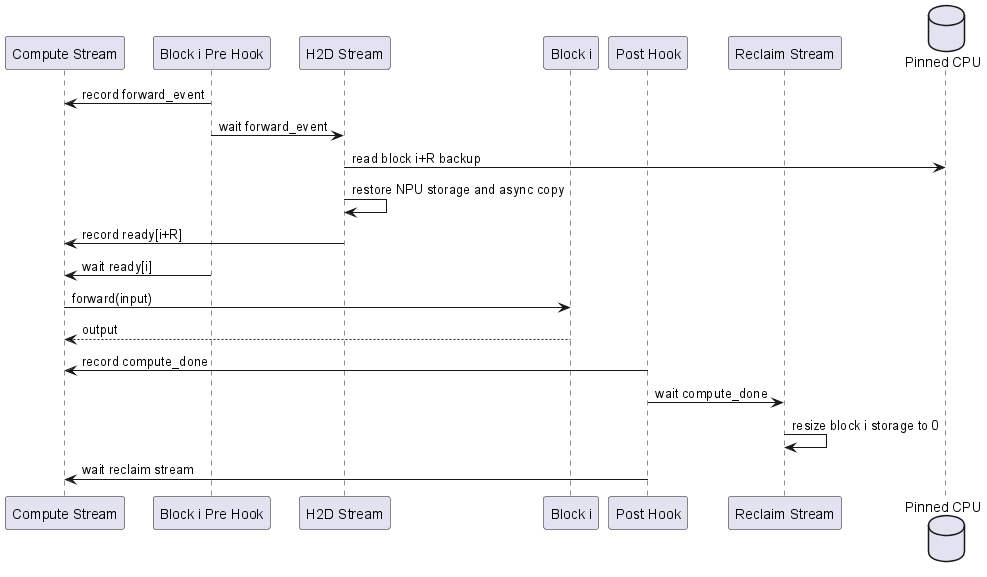 Pinned CPU
Compute Stream
Block i Pre Hook
H2D Stream
Block i
Post Hook
Reclaim Stream
record forward_event
wait forward_event
read block i+R backup
restore NPU storage and async copy
record ready[i+R]
wait ready[i]
forward(input)
output
record compute_done
wait compute_done
resize block i storage to 0
wait reclaim stream
Compute Stream
Block i Pre Hook
H2D Stream
Block i
Post Hook
Reclaim Stream
Pinned CPU